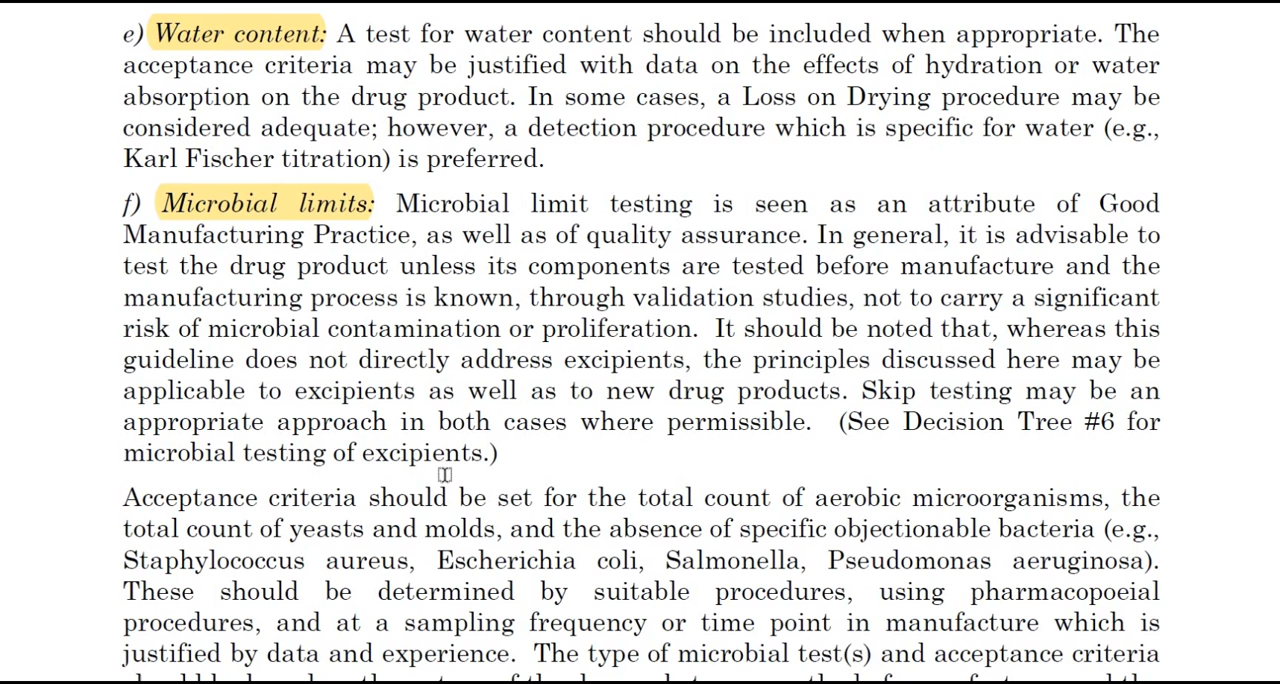 e) Water content: A test for water content should be included when appropriate. The
acceptance criteria may be justified with data on the effects of hydration or water
absorption on the drug product. In some cases, a Loss on Drying procedure may be
considered adequate; however, a detection procedure which is specific for water (e.g.,
Karl Fischer titration) is preferred.
f) Microbial limits: Microbial limit testing is seen as an attribute of Good
Manufacturing Practice, as well as of quality assurance. In general, it is advisable to
test the drug product unless its components are tested before manufacture and the
manufacturing process is known, through validation studies, not to carry a significant
risk of microbial contamination or proliferation. It should be noted that, whereas this
guideline does not directly address excipients, the principles discussed here may be
applicable to excipients as well as to new drug products. Skip testing may be an
appropriate approach in both cases where permissible. (See Decision Tree #6 for
microbial testing of excipients.)
Acceptance criteria should be set for the total count of aerobic microorganisms, the
total count of yeasts and molds, and the absence of specific objectionable bacteria (e.g.,
Staphylococcus aureus, Escherichia coli, Salmonella, Pseudomonas aeruginosa).
These should be determined by suitable procedures, using pharmacopoeial
procedures, and at a sampling frequency or time point in manufacture which is
justified by data and experience. The type of microbial test(s) and acceptance criteria